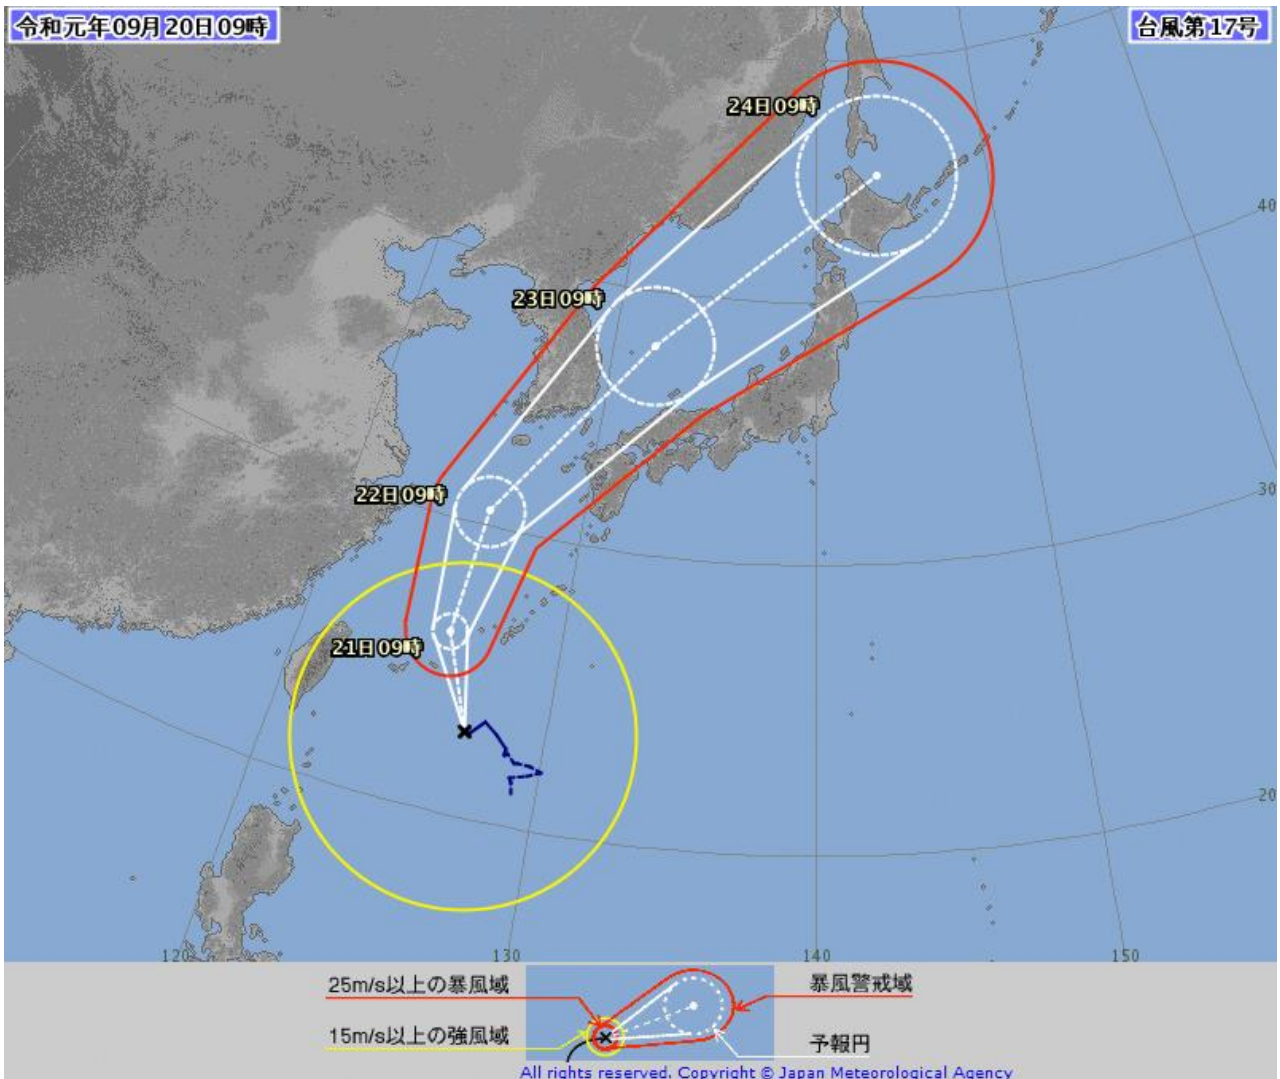 令和元年09月20日09時
台風第17号
24日09時
40
23日09時
22日09時
30
21日09時
20
120
130
140
150
25m/s以上の暴風域
暴風警戒域
15m/s以上の強風域
予報円
All rights reserved. Copyright © Japan Meteorological Agency